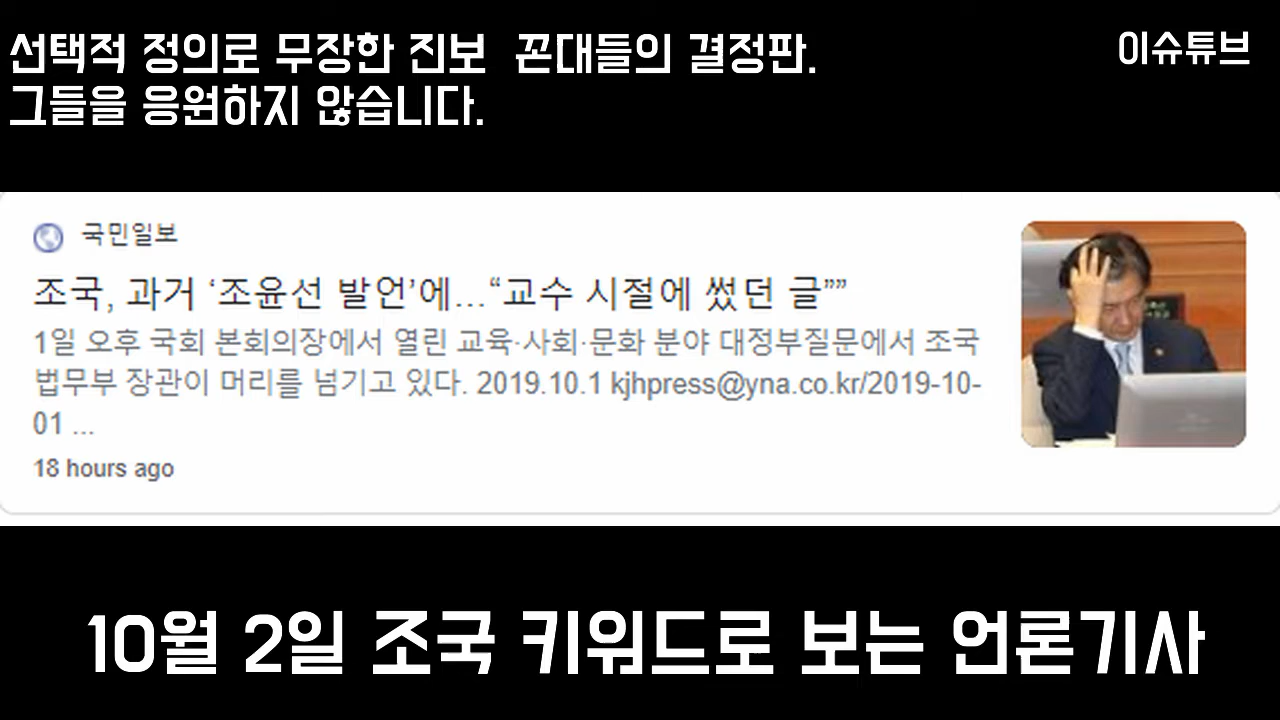 선택적 정의로 무장한 진보 꼰대들의 결정판.
그들을 응원하지 않습니다.
이슈튜브
국민일보
조국, 과거 ‘조윤선 발언’에...“교수 시절에 썼던 글””
1일 오후 국회 본회의장에서 열린 교육·사회·문화 분야 대정부질문에서 조국
법무부 장관이 머리를 넘기고 있다. 2019.10.1 kjhpress@yna.co.kr/2019-10-
01 ...
18 hours ago
10월 2일 조국 키워드로 보는 언론기사